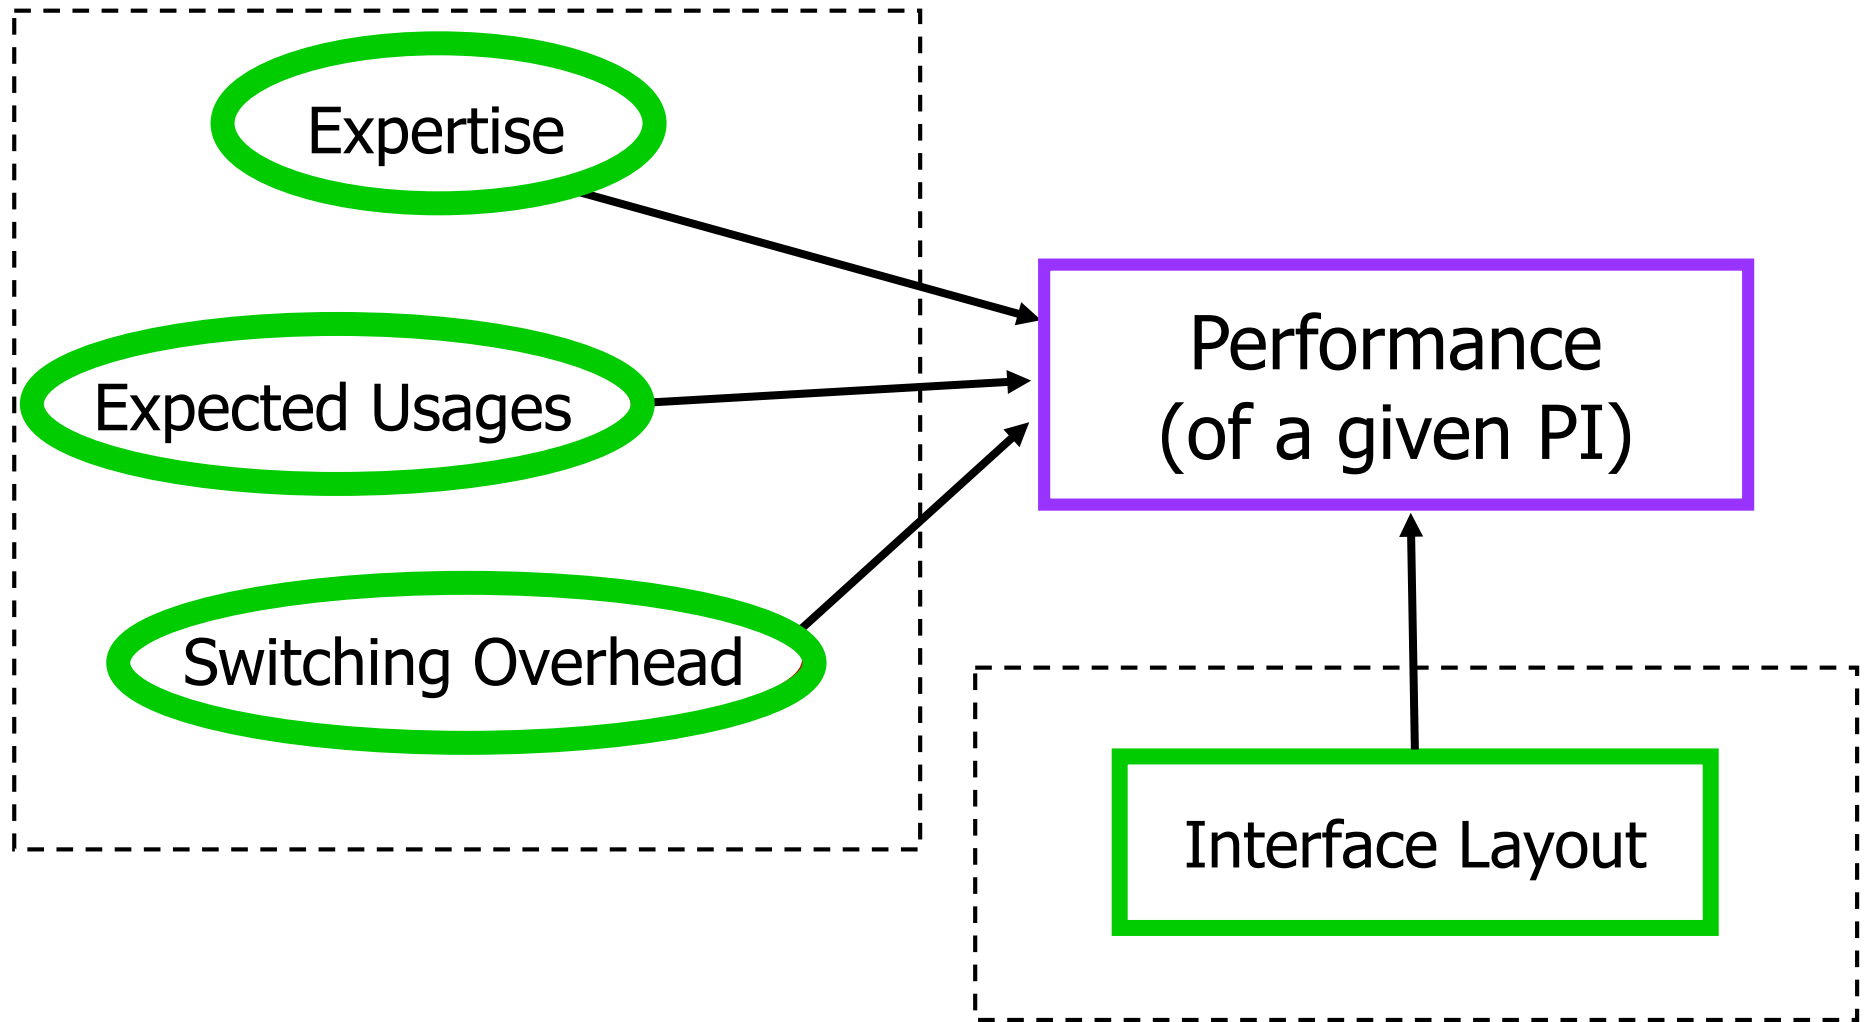 Expertise
Expected Usages
Switching Overhead
Performance
(of a given PI)
Interface Layout